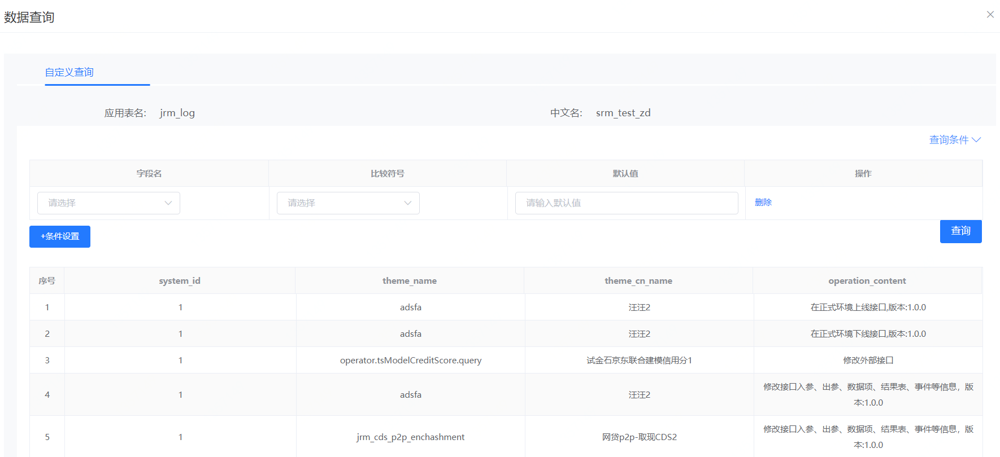 数据查询
自定义查询
应用表名: jrm_log 中文名: srm_test_zd
查询条件
字段名 比较符号 默认值 操作
请选择 请选择 请输入默认值 删除
+条件设置 查询
序号 system_id theme_name theme_cn_name operation_content
1 1 adsfa 汪汪2 在正式环境上线接口,版本:1.0.0
2 1 adsfa 汪汪2 在正式环境下线接口,版本:1.0.0
3 1 operator.tsModelCreditScore.query 试金石京东联合建模信用分1 修改外部接口
4 1 adsfa 汪汪2 修改接口入参、出参、数据项、结果表、事件等信息，版
本:1.0.0
5 1 jrm_cds_p2p_enchashment 网贷p2p-取现CDS2 修改接口入参、出参、数据项、结果表、事件等信息，版
本:1.0.0